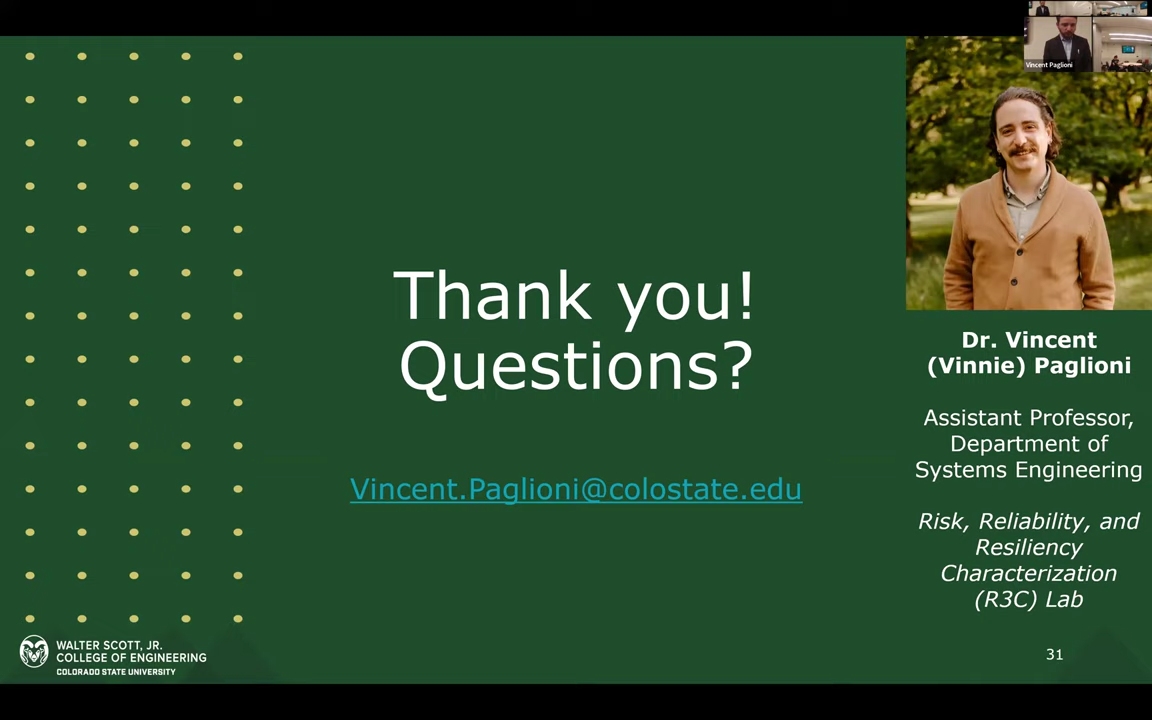 Vincent Paglioni
Thank you!
Questions?
Vincent.Paglioni@colostate.edu
Dr. Vincent
(Vinnie) Paglioni
Assistant Professor,
Department of
Systems Engineering
Risk, Reliability, and
Resiliency
Characterization
(R3C) Lab
WALTER SCOTT, JR.
COLLEGE OF ENGINEERING
COLORADO STATE UNIVERSITY
31